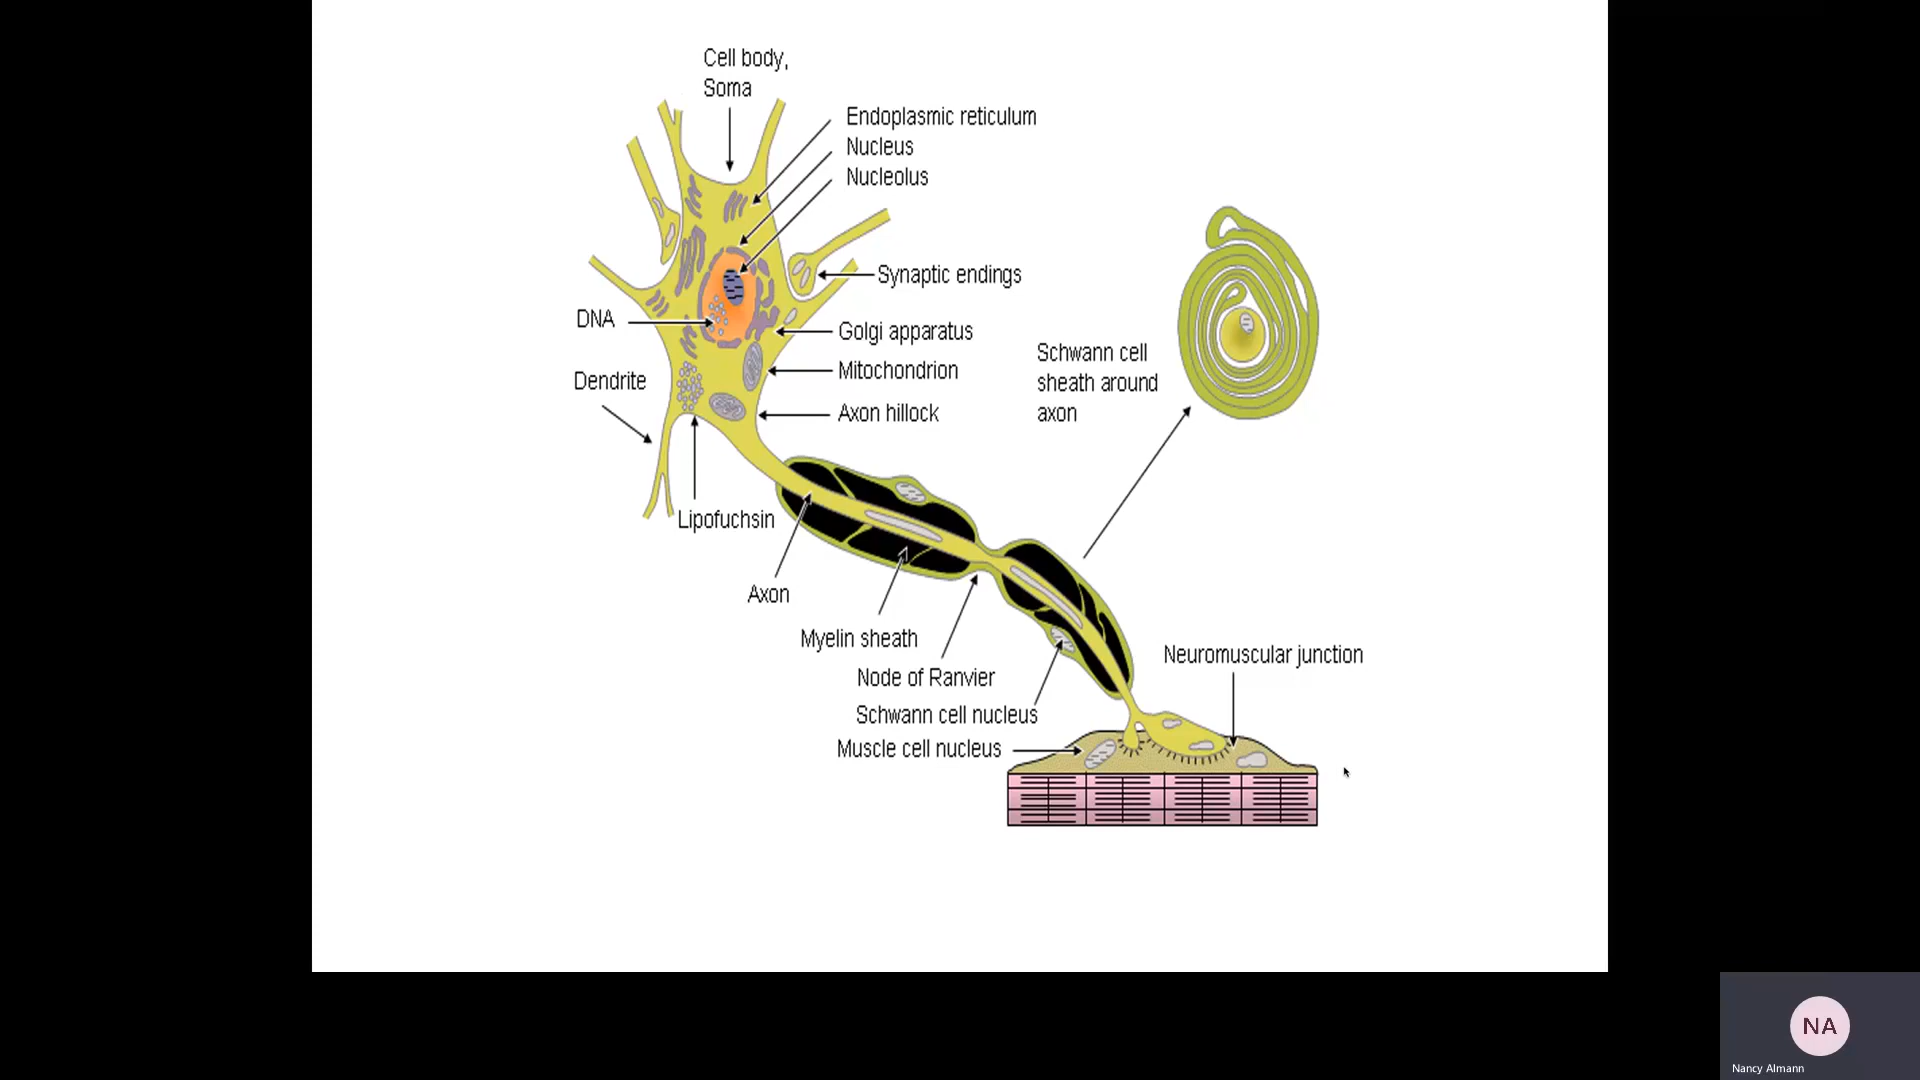 Cell body,
Soma
Endoplasmic reticulum
Nucleus
Nucleolus
Synaptic endings
DNA
Golgi apparatus
Schwann cell
sheath around
axon
Mitochondrion
Dendrite
Axon hillock
Lipofuchsin
Axon
Myelin sheath
Neuromuscular junction
Node of Ranvier
Schwann cell nucleus
Muscle cell nucleus
NA
Nancy Almann